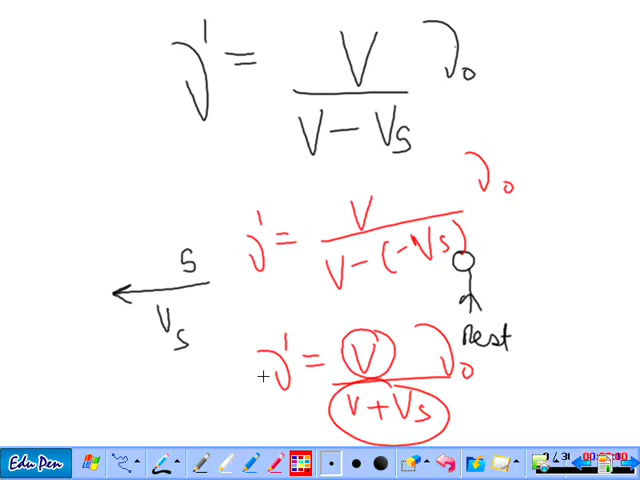 ν' = V / (V - Vs) ν₀
ν' = V / (V - (-Vs)) ν₀
S
Vs
Rest
ν' = V / (V + Vs) ν₀
Edu Pen